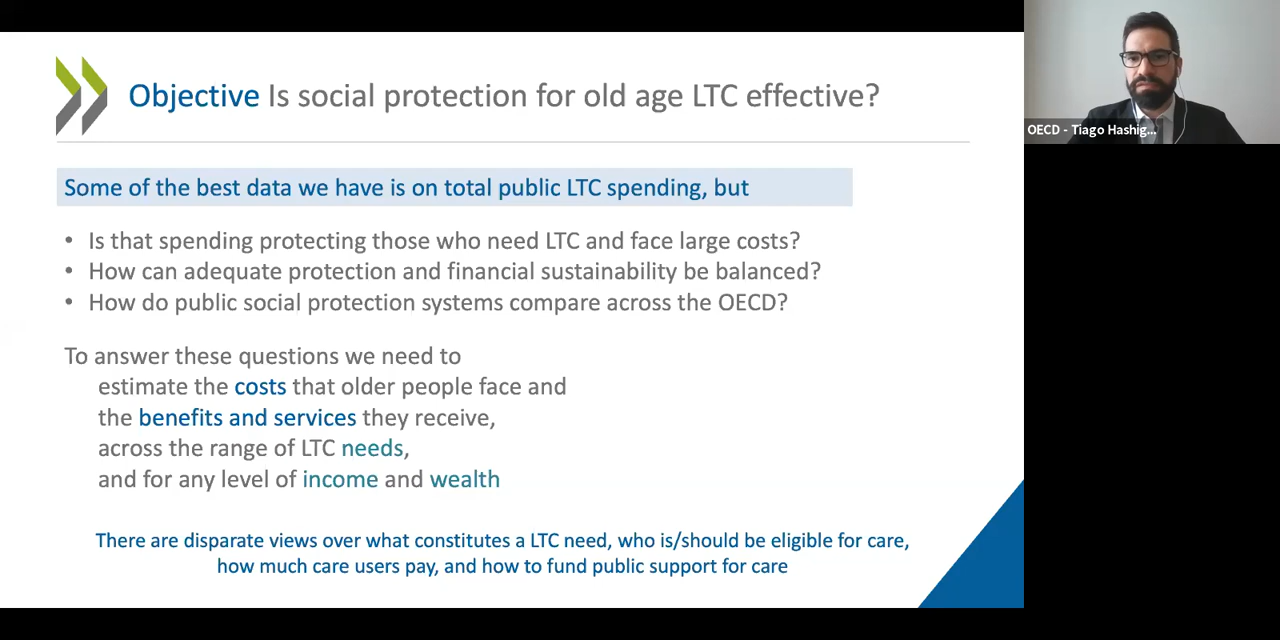 Objective Is social protection for old age LTC effective?
OECD - Tiago Hashig...
Some of the best data we have is on total public LTC spending, but
• Is that spending protecting those who need LTC and face large costs?
• How can adequate protection and financial sustainability be balanced?
• How do public social protection systems compare across the OECD?
To answer these questions we need to
estimate the costs that older people face and
the benefits and services they receive,
across the range of LTC needs,
and for any level of income and wealth
There are disparate views over what constitutes a LTC need, who is/should be eligible for care,
how much care users pay, and how to fund public support for care